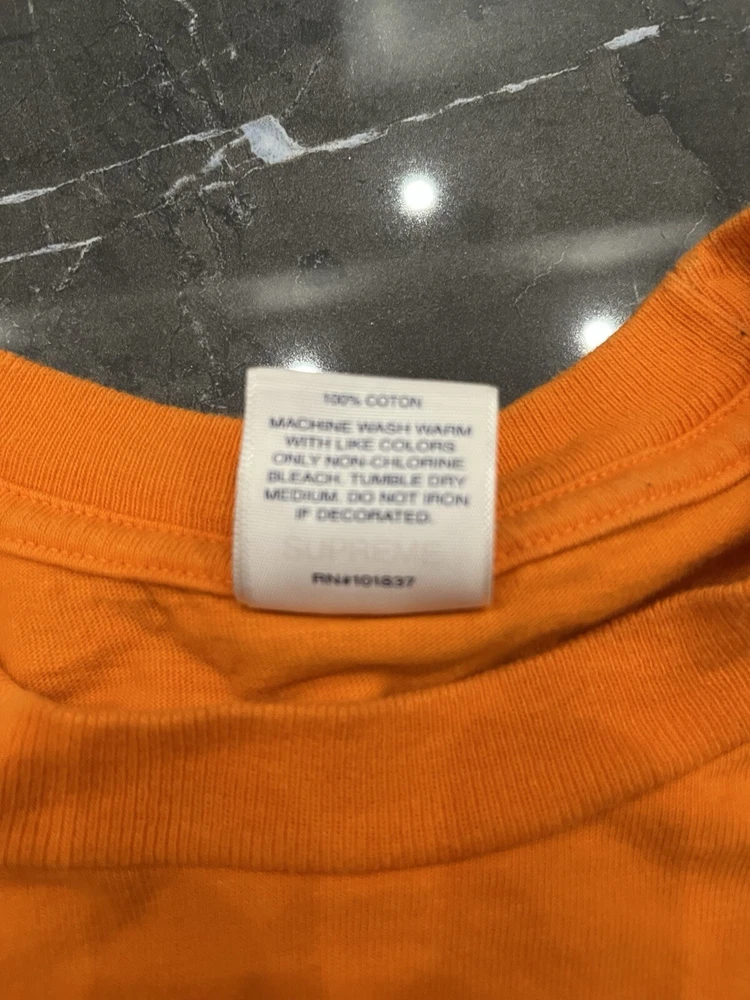 100% COTON
MACHINE WASH WARM
WITH LIKE COLORS
ONLY NON-CHLORINE
BLEACH. TUMBLE DRY
MEDIUM. DO NOT IRON
IF DECORATED.
SUPREME
RN#101837